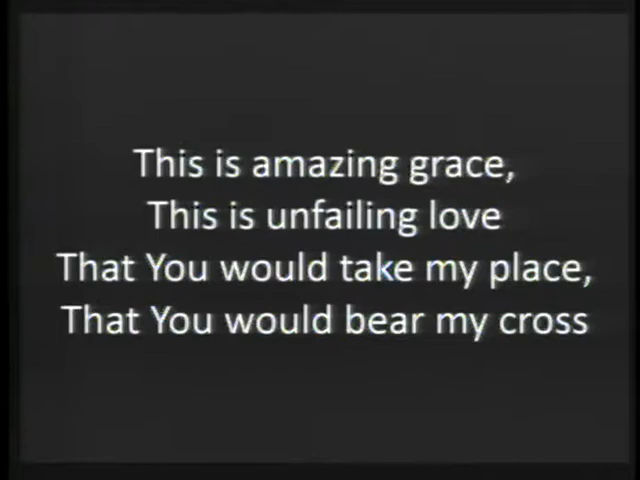 This is amazing grace,
This is unfailing love
That You would take my place,
That You would bear my cross